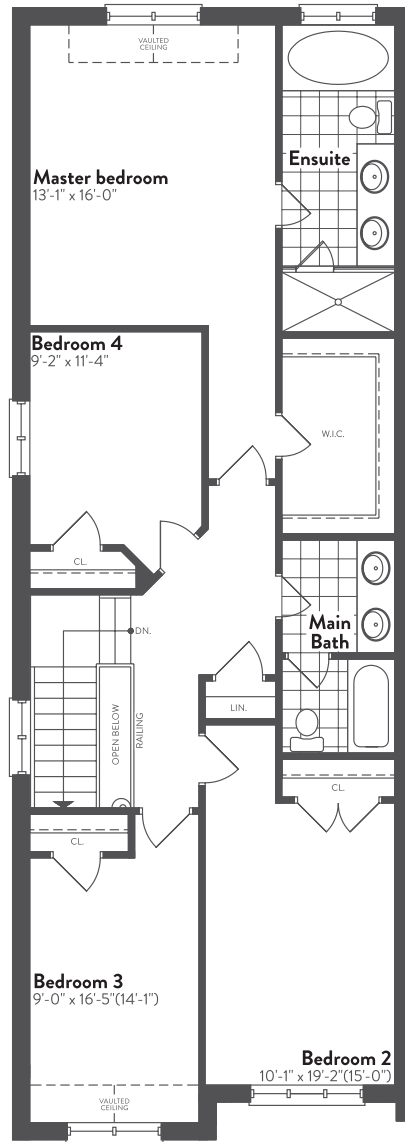 VAULTED
CEILING
Ensuite
Master bedroom
13'-1" x 16'-0"
Bedroom 4
9'-2" x 11'-4"
W.I.C.
CL.
DN.
Main
Bath
OPEN BELOW
RAILING
LIN.
CL.
CL.
Bedroom 3
9'-0" x 16'-5"(14'-1")
Bedroom 2
10'-1" x 19'-2"(15'-0")
VAULTED
CEILING